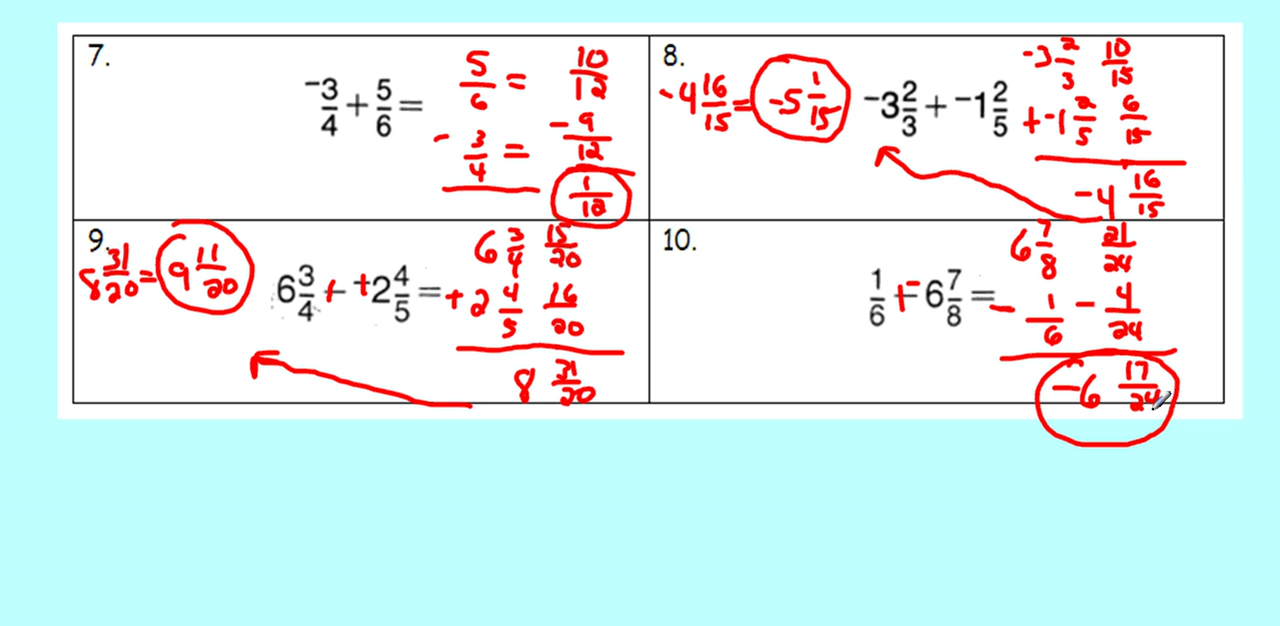 7.
-3/4 + 5/6 =
5/6 = 10/12
- 3/4 = -9/12
1/12
8.
-4 16/15 = -5 1/15
-3 2/3 + -1 2/5
-3 2/3 10/15
+ -1 2/5 6/15
-4 16/15
9.
8 31/20 = 9 11/20
6 3/4 + +2 4/5 =
6 3/4 15/20
+ 2 4/5 16/20
8 31/20
10.
1/6 + -6 7/8 =
6 7/8 21/24
- 1/6 - 4/24
-6 17/24